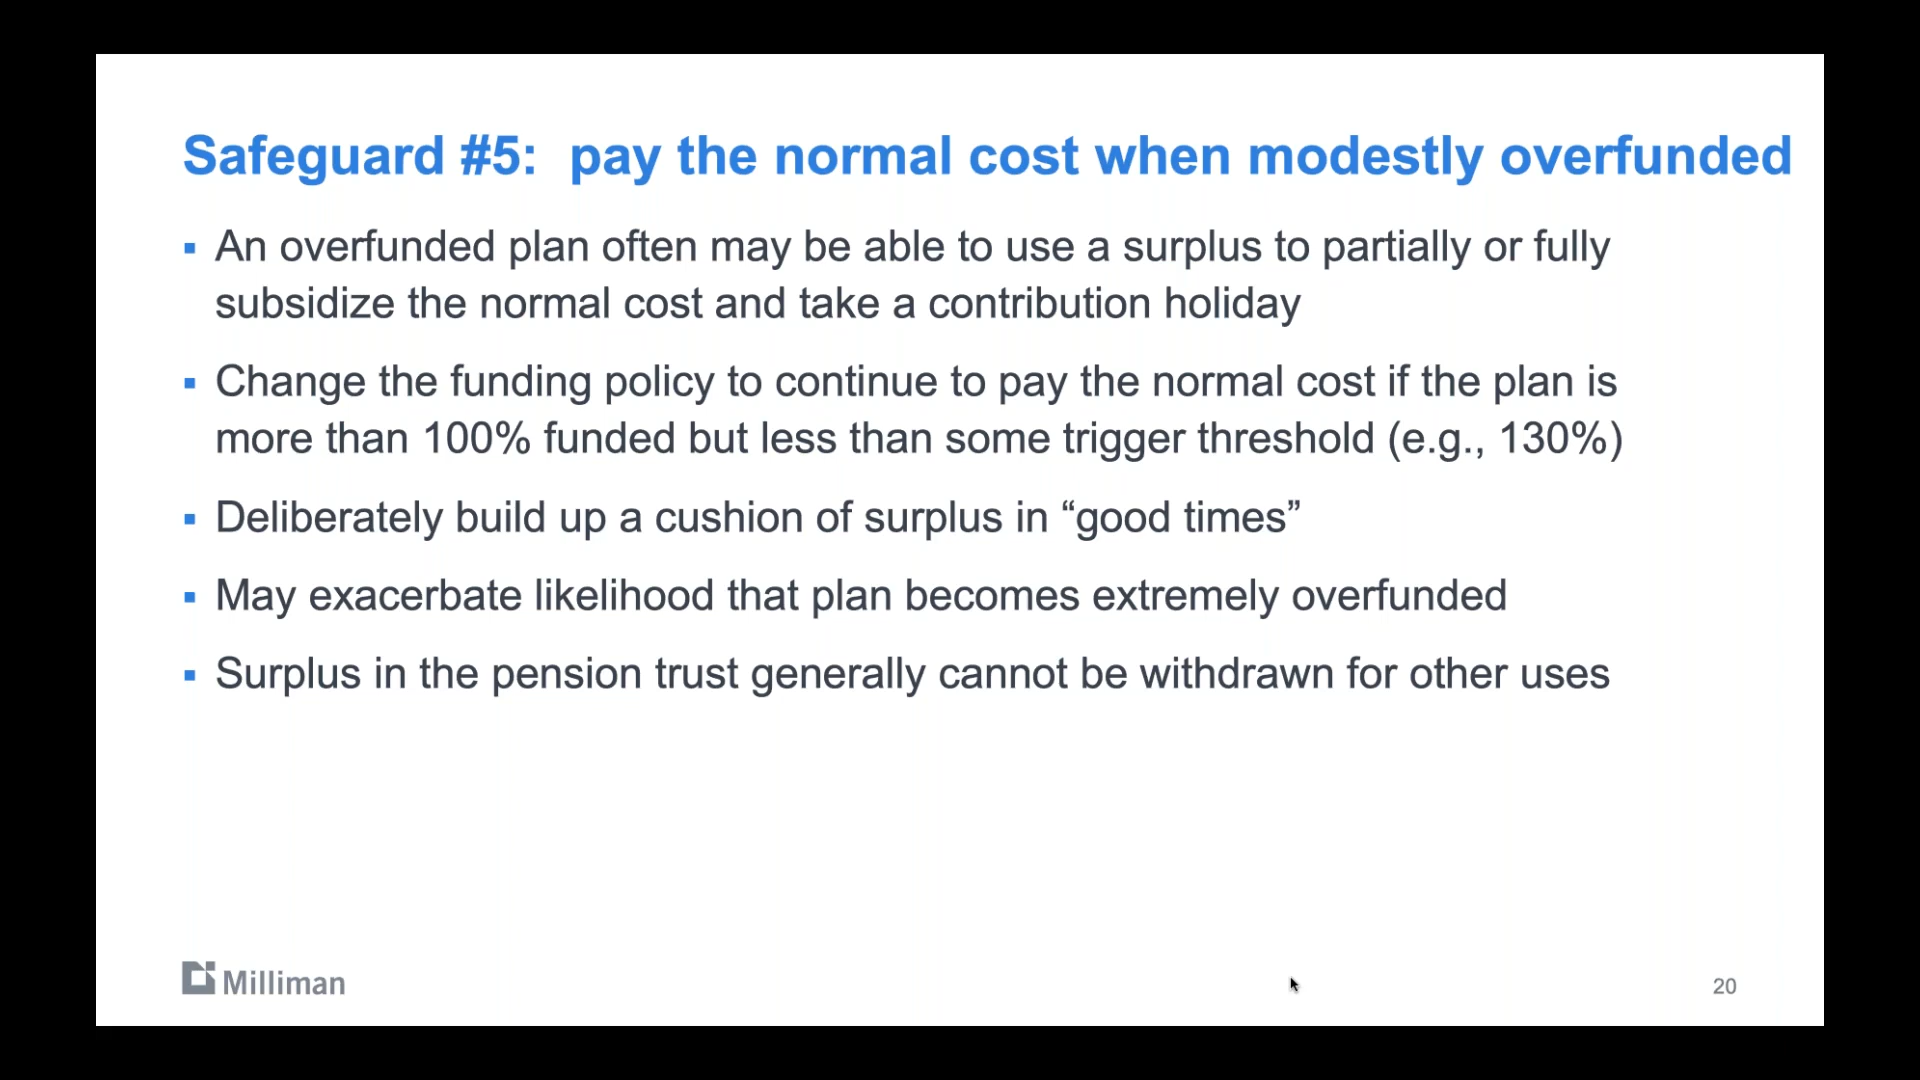 Safeguard #5:  pay the normal cost when modestly overfunded
▪ An overfunded plan often may be able to use a surplus to partially or fully
subsidize the normal cost and take a contribution holiday
▪ Change the funding policy to continue to pay the normal cost if the plan is
more than 100% funded but less than some trigger threshold (e.g., 130%)
▪ Deliberately build up a cushion of surplus in “good times”
▪ May exacerbate likelihood that plan becomes extremely overfunded
▪ Surplus in the pension trust generally cannot be withdrawn for other uses
Milliman
20